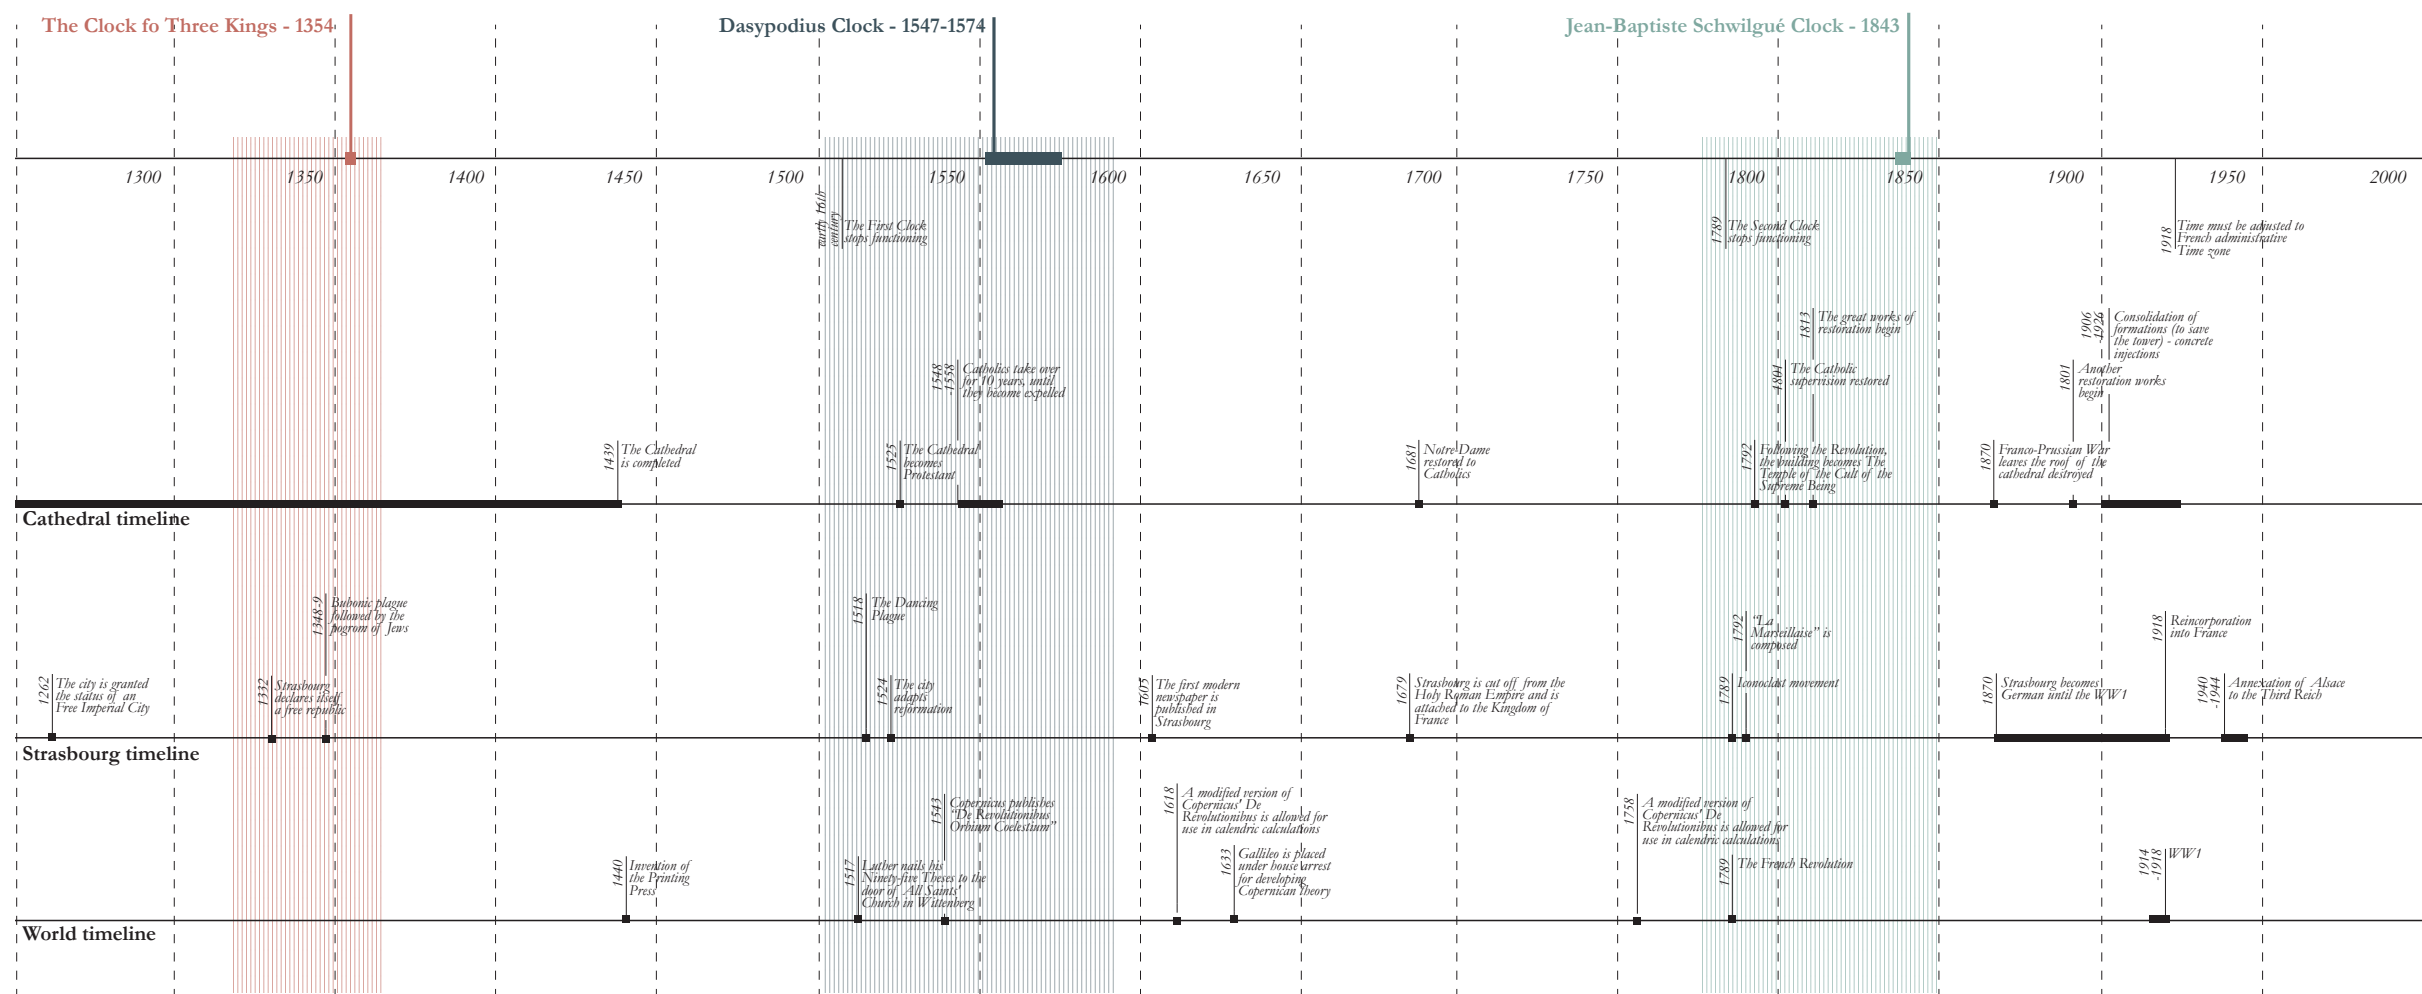 The Clock fo Three Kings - 1354
Dasypodius Clock - 1547-1574
Jean-Baptiste Schwilgué Clock - 1843
1300
1350
1400
1450
1500
1550
1600
1650
1700
1750
1800
1850
1900
1950
2000
early 16th
century
The First Clock
stops functioning
1789
The Second Clock
stops functioning
1918
Time must be adjusted to
French administrative
Time zone
1439
The Cathedral
is completed
1525
The Cathedral
becomes
Protestant
1548
- 1558
Catholics take over
for 10 years, until
they become expelled
1681
Notre-Dame
restored to
Catholics
1792
Following the Revolution,
the building becomes The
Temple of the Cult of the
Supreme Being
1801
The Catholic
supervision restored
1813
The great works of
restoration begin
1870
Franco-Prussian War
leaves the roof of the
cathedral destroyed
1801
Another
restoration works
begin
1906
-1926
Consolidation of
formations (to save
the tower) - concrete
injections
Cathedral timeline
1262
The city is granted
the status of an
Free Imperial City
1332
Strasbourg
declares itself
a free republic
1348-9
Bubonic plague
followed by the
pogrom of Jews
1518
The Dancing
Plague
1524
The city
adapts
reformation
1605
The first modern
newspaper is
published in
Strasbourg
1679
Strasbourg is cut off from the
Holy Roman Empire and is
attached to the Kingdom of
France
1789
Iconoclast movement
1792
“La
Marseillaise” is
composed
1870
Strasbourg becomes
German until the WW1
1918
Reincorporation
into France
1940
-1944
Annexation of Alsace
to the Third Reich
Strasbourg timeline
1440
Invention of
the Printing
Press
1517
Luther nails his
Ninety-five Theses to the
door of All Saints'
Church in Wittenberg
1543
Copernicus publishes
“De Revolutionibus
Orbium Coelestium”
1618
A modified version of
Copernicus' De
Revolutionibus is allowed for
use in calendric calculations
1633
Gallileo is placed
under house arrest
for developing
Copernican theory
1758
A modified version of
Copernicus' De
Revolutionibus is allowed for
use in calendric calculations
1789
The French Revolution
1914
-1918
WW1
World timeline